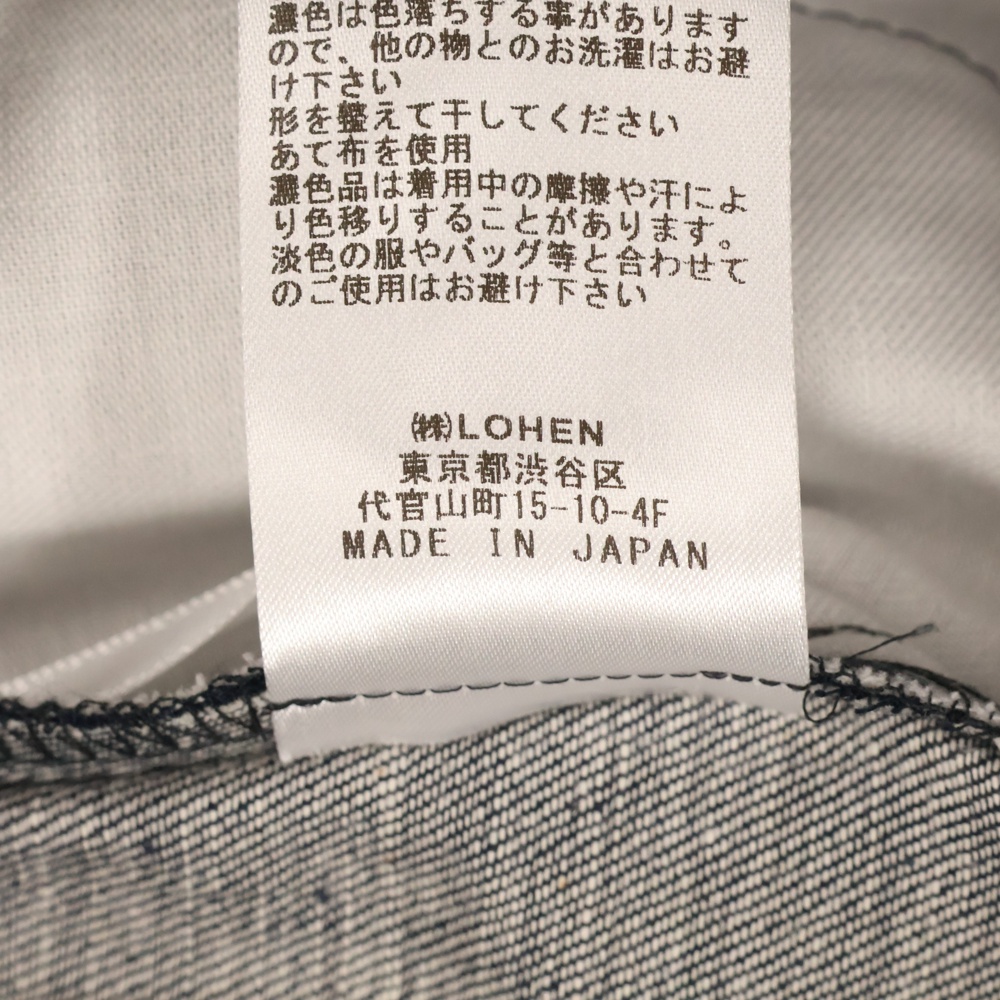 濃色は色落ちする事があります
ので、他の物とのお洗濯はお避
け下さい
形を整えて干してください
あて布を使用
濃色品は着用中の摩擦や汗によ
り色移りすることがあります。
淡色の服やバッグ等と合わせて
のご使用はお避け下さい
㈱LOHEN
東京都渋谷区
代官山町15-10-4F
MADE IN JAPAN